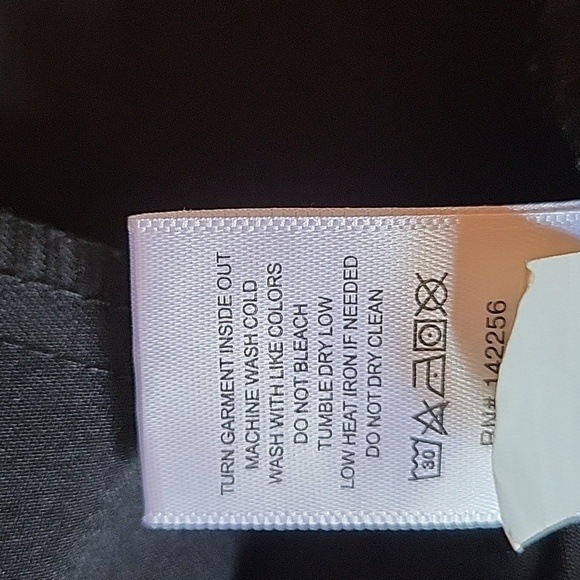 TURN GARMENT INSIDE OUT
MACHINE WASH COLD
WASH WITH LIKE COLORS
DO NOT BLEACH
TUMBLE DRY LOW
LOW HEAT IRON IF NEEDED
DO NOT DRY CLEAN
30
RN# 142256